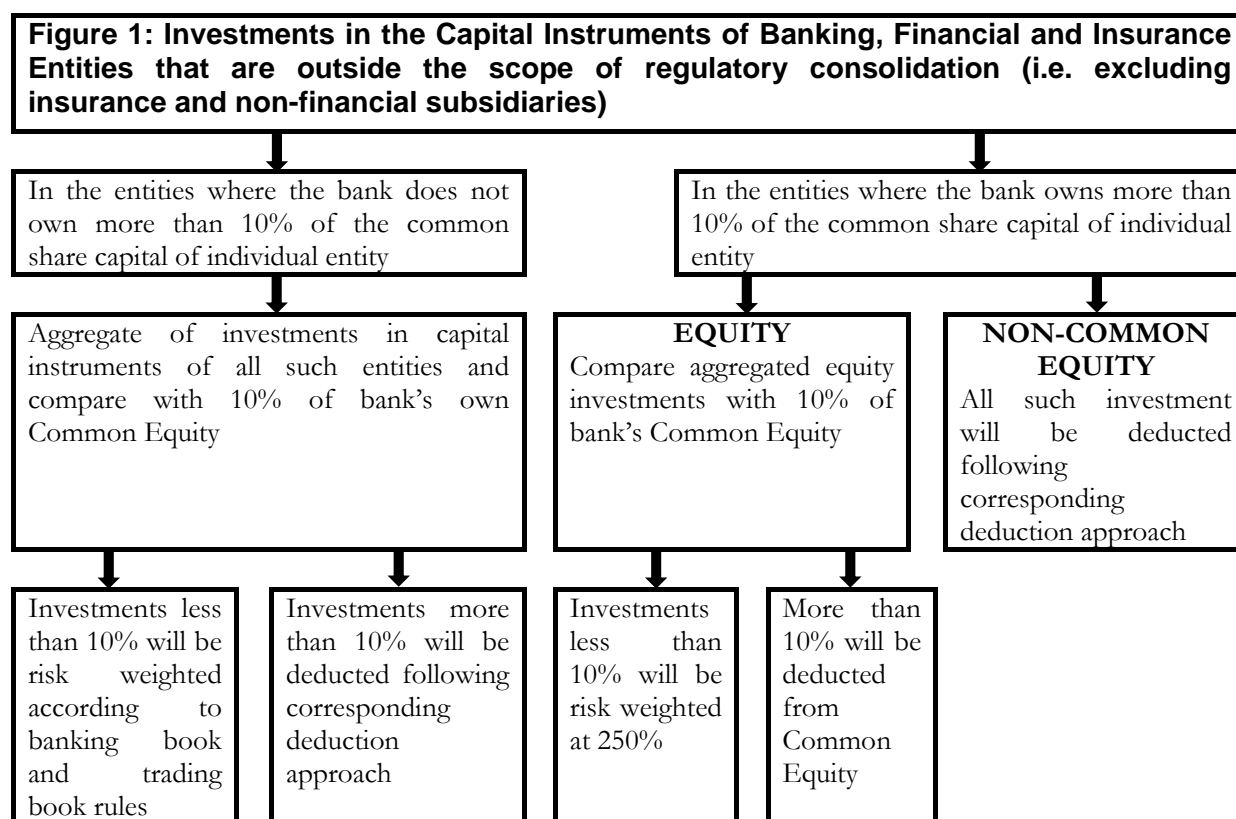 Figure 1: Investments in the Capital Instruments of Banking, Financial and Insurance
Entities that are outside the scope of regulatory consolidation (i.e. excluding
insurance and non-financial subsidiaries)
In the entities where the bank does not
own more than 10% of the common
share capital of individual entity
In the entities where the bank owns more than
10% of the common share capital of individual
entity
Aggregate of investments in capital
instruments of all such entities and
compare with 10% of bank’s own
Common Equity
EQUITY
Compare aggregated equity
investments with 10% of
bank’s Common Equity
NON-COMMON
EQUITY
All such investment
will be deducted
following
corresponding
deduction approach
Investments less
than 10% will be
risk weighted
according to
banking book
and trading
book rules
Investments more
than 10% will be
deducted following
corresponding
deduction
approach
Investments
less than
10% will be
risk weighted
at 250%
More than
10% will be
deducted
from
Common
Equity